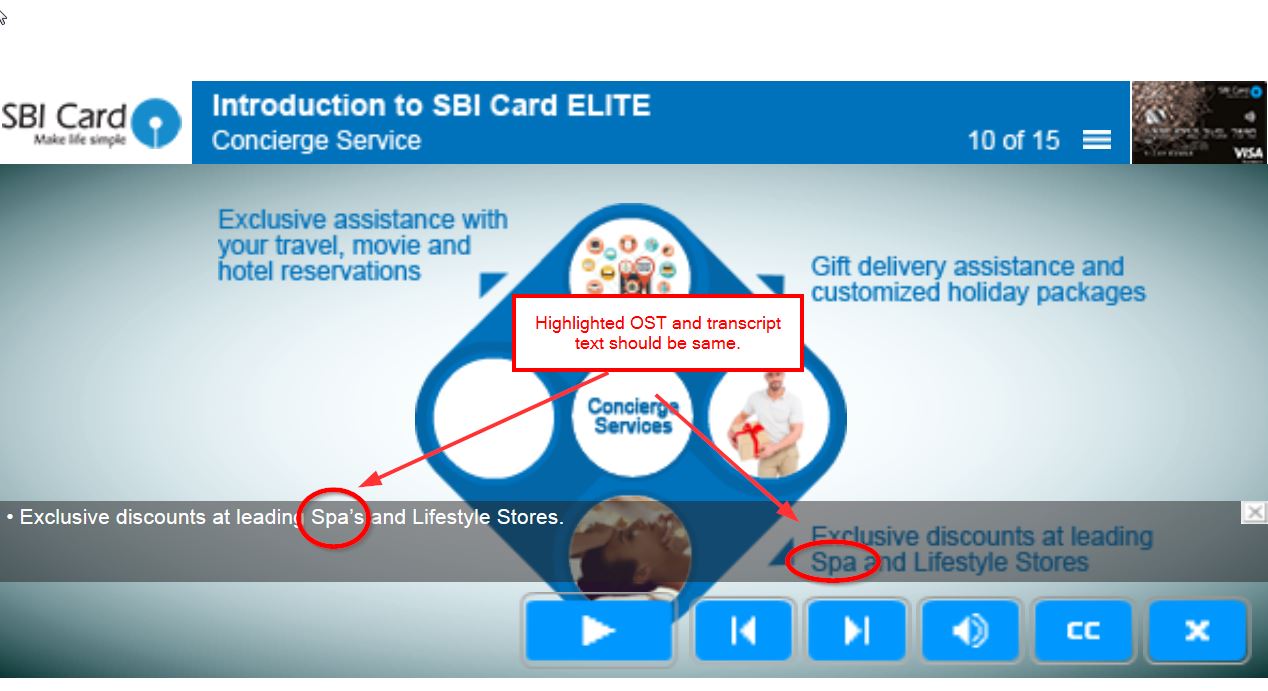 SBI Card
Make life simple
Introduction to SBI Card ELITE
Concierge Service
10 of 15
SBI Card
VISA
Exclusive assistance with
your travel, movie and
hotel reservations
Gift delivery assistance and
customized holiday packages
Highlighted OST and transcript
text should be same.
Concierge
Services
• Exclusive discounts at leading Spa's and Lifestyle Stores.
Exclusive discounts at leading
Spa and Lifestyle Stores
CC